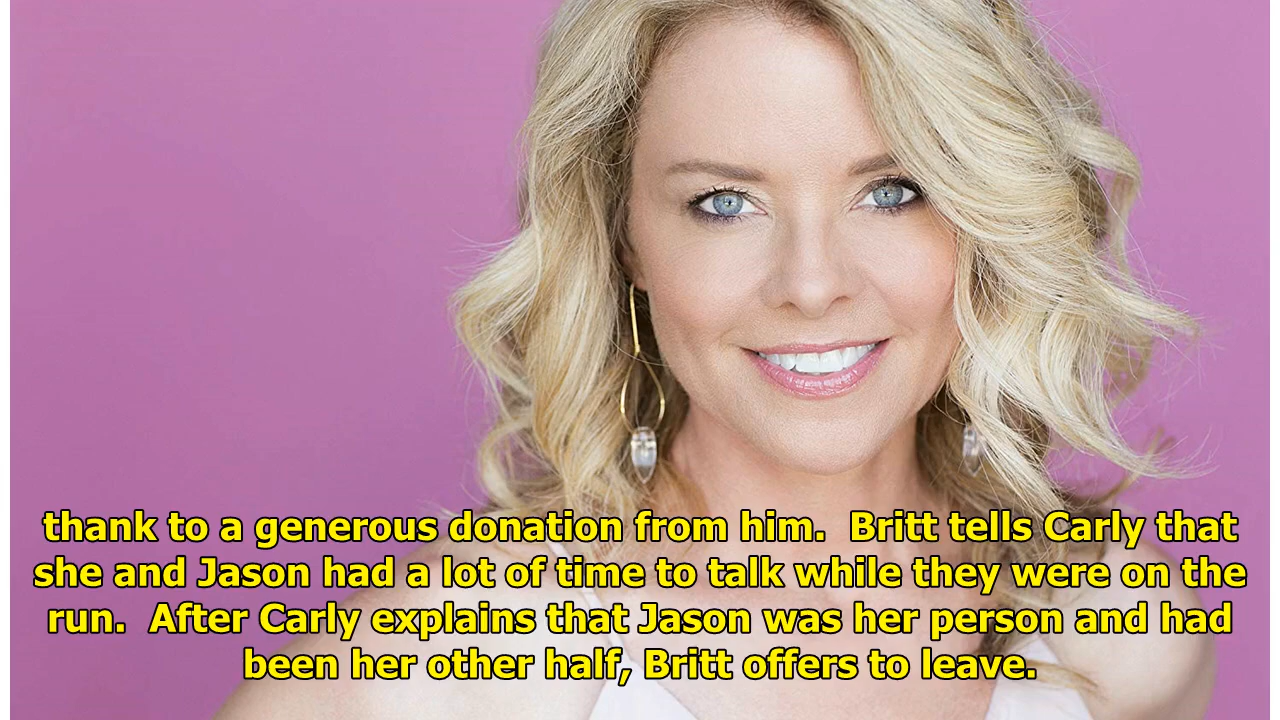 thank to a generous donation from him.  Britt tells Carly that
she and Jason had a lot of time to talk while they were on the
run.  After Carly explains that Jason was her person and had
been her other half, Britt offers to leave.